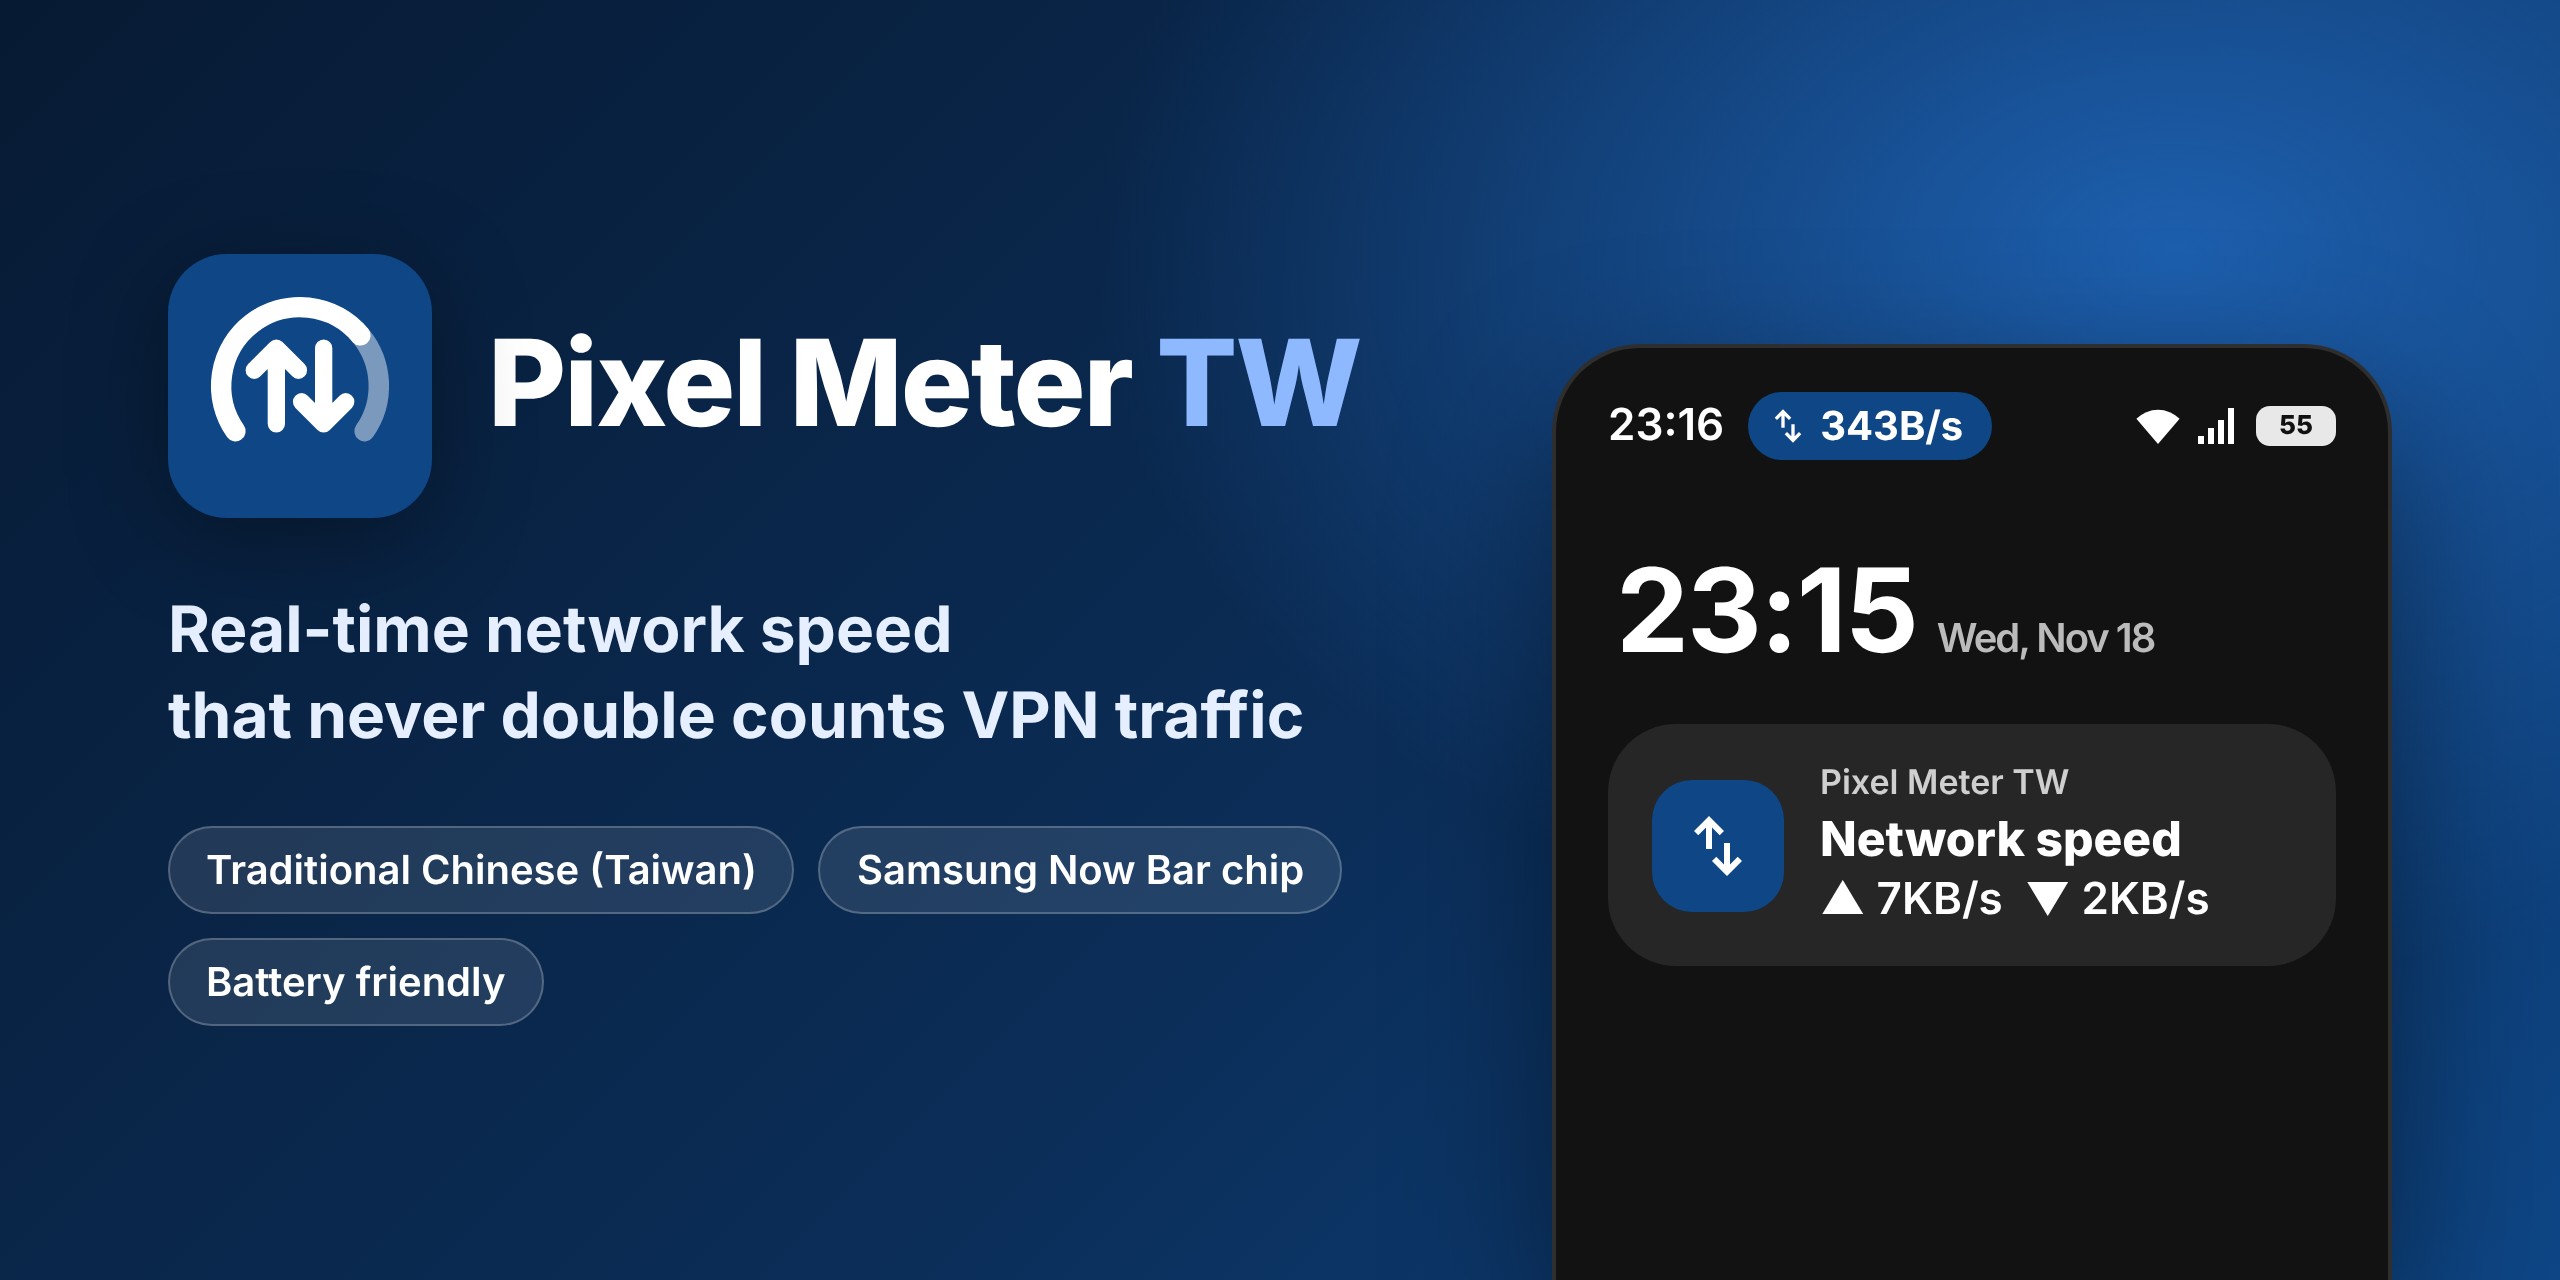 Pixel Meter TW
Real-time network speed
that never double counts VPN traffic
Traditional Chinese (Taiwan)
Samsung Now Bar chip
Battery friendly
23:16
343B/s
55
23:15 Wed, Nov 18
Pixel Meter TW
Network speed
▲ 7KB/s ▼ 2KB/s